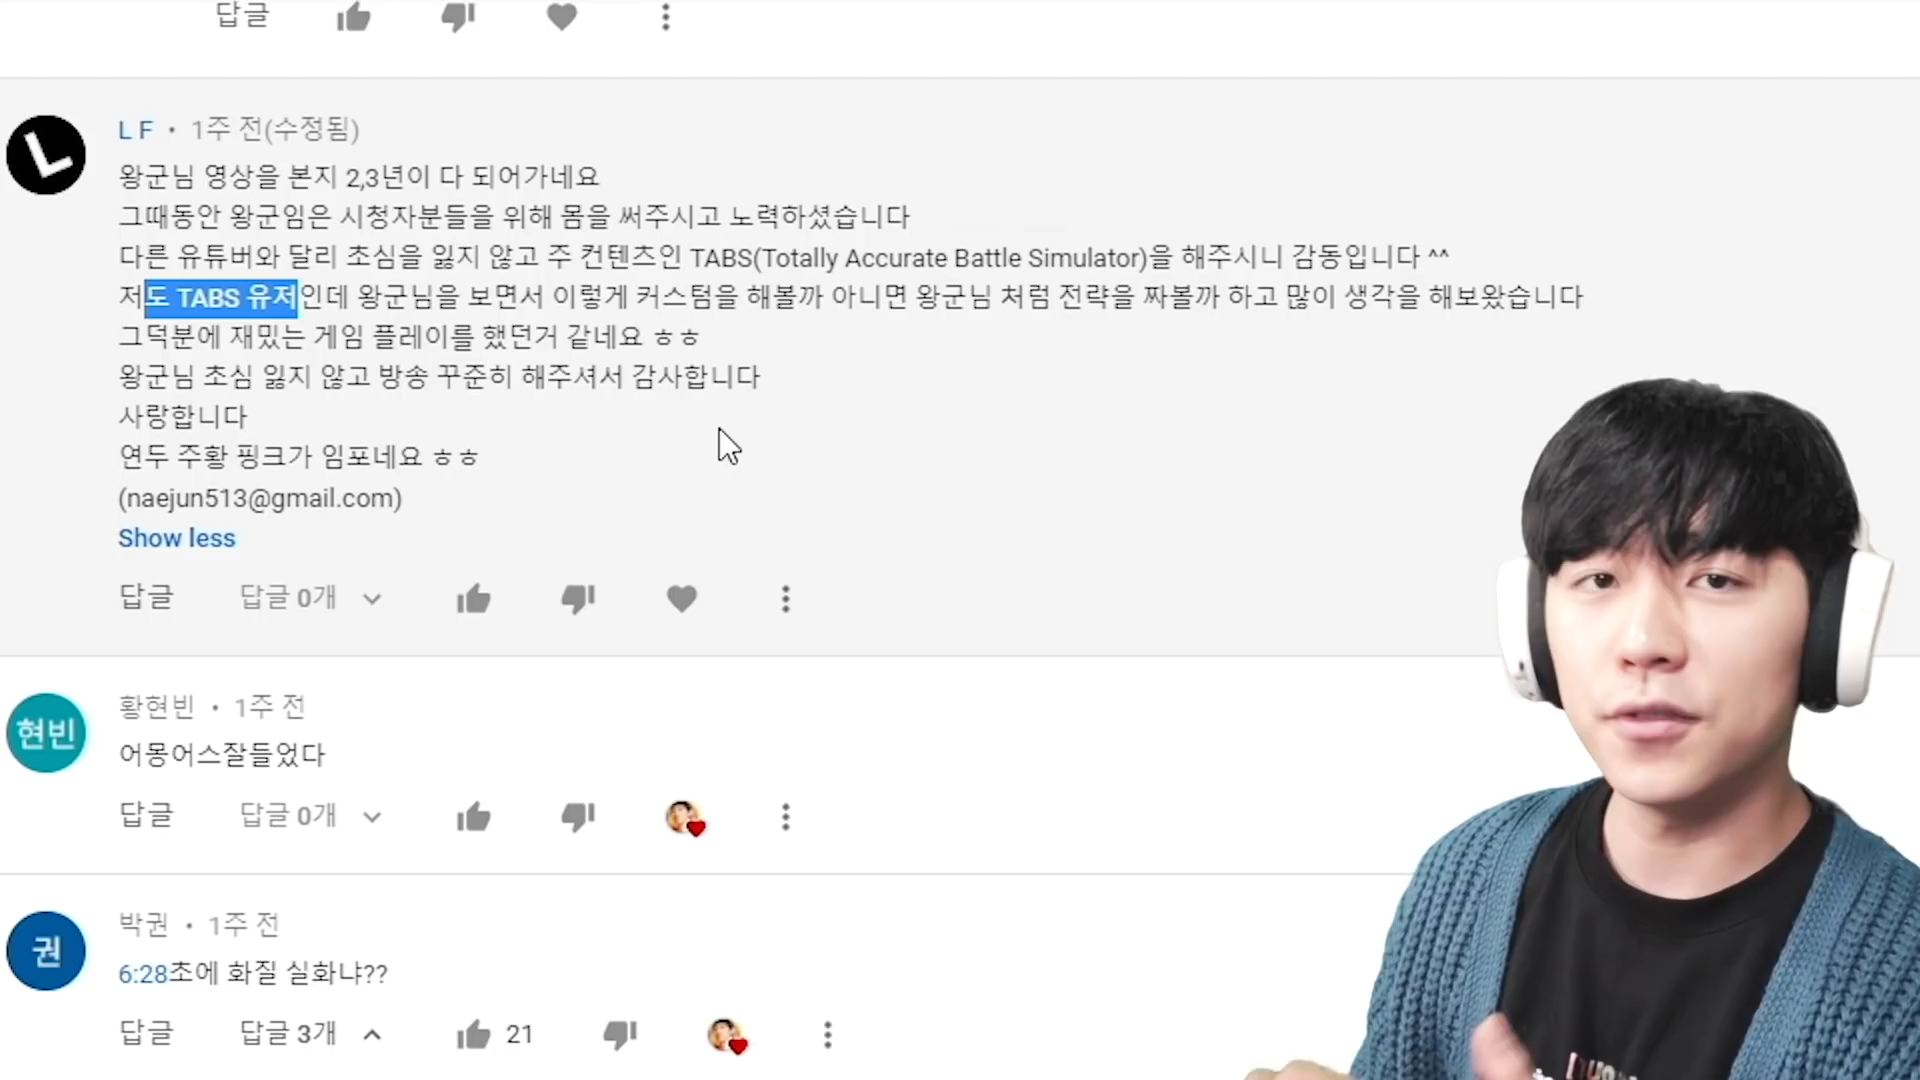 답글
L F • 1주 전(수정됨)
왕군님 영상을 본지 2,3년이 다 되어가네요
그때동안 왕군임은 시청자분들을 위해 몸을 써주시고 노력하셨습니다
다른 유튜버와 달리 초심을 잃지 않고 주 컨텐츠인 TABS(Totally Accurate Battle Simulator)을 해주시니 감동입니다 ^^
저도 TABS 유저인데 왕군님을 보면서 이렇게 커스텀을 해볼까 아니면 왕군님 처럼 전략을 짜볼까 하고 많이 생각을 해보왔습니다
그덕분에 재밌는 게임 플레이를 했던거 같네요 ㅎㅎ
왕군님 초심 잃지 않고 방송 꾸준히 해주셔서 감사합니다
사랑합니다
연두 주황 핑크가 임포네요 ㅎㅎ
(naejun513@gmail.com)
Show less
답글 답글 0개
현빈
황현빈 • 1주 전
어몽어스잘들었다
답글 답글 0개
권
박권 • 1주 전
6:28초에 화질 실화냐??
답글 답글 3개 21